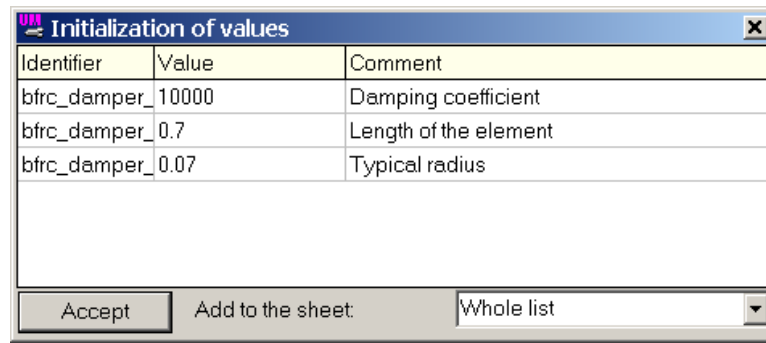 UM Initialization of values
Identifier Value Comment
bfrc_damper_ 10000 Damping coefficient
bfrc_damper_ 0.7 Length of the element
bfrc_damper_ 0.07 Typical radius
Accept Add to the sheet: Whole list